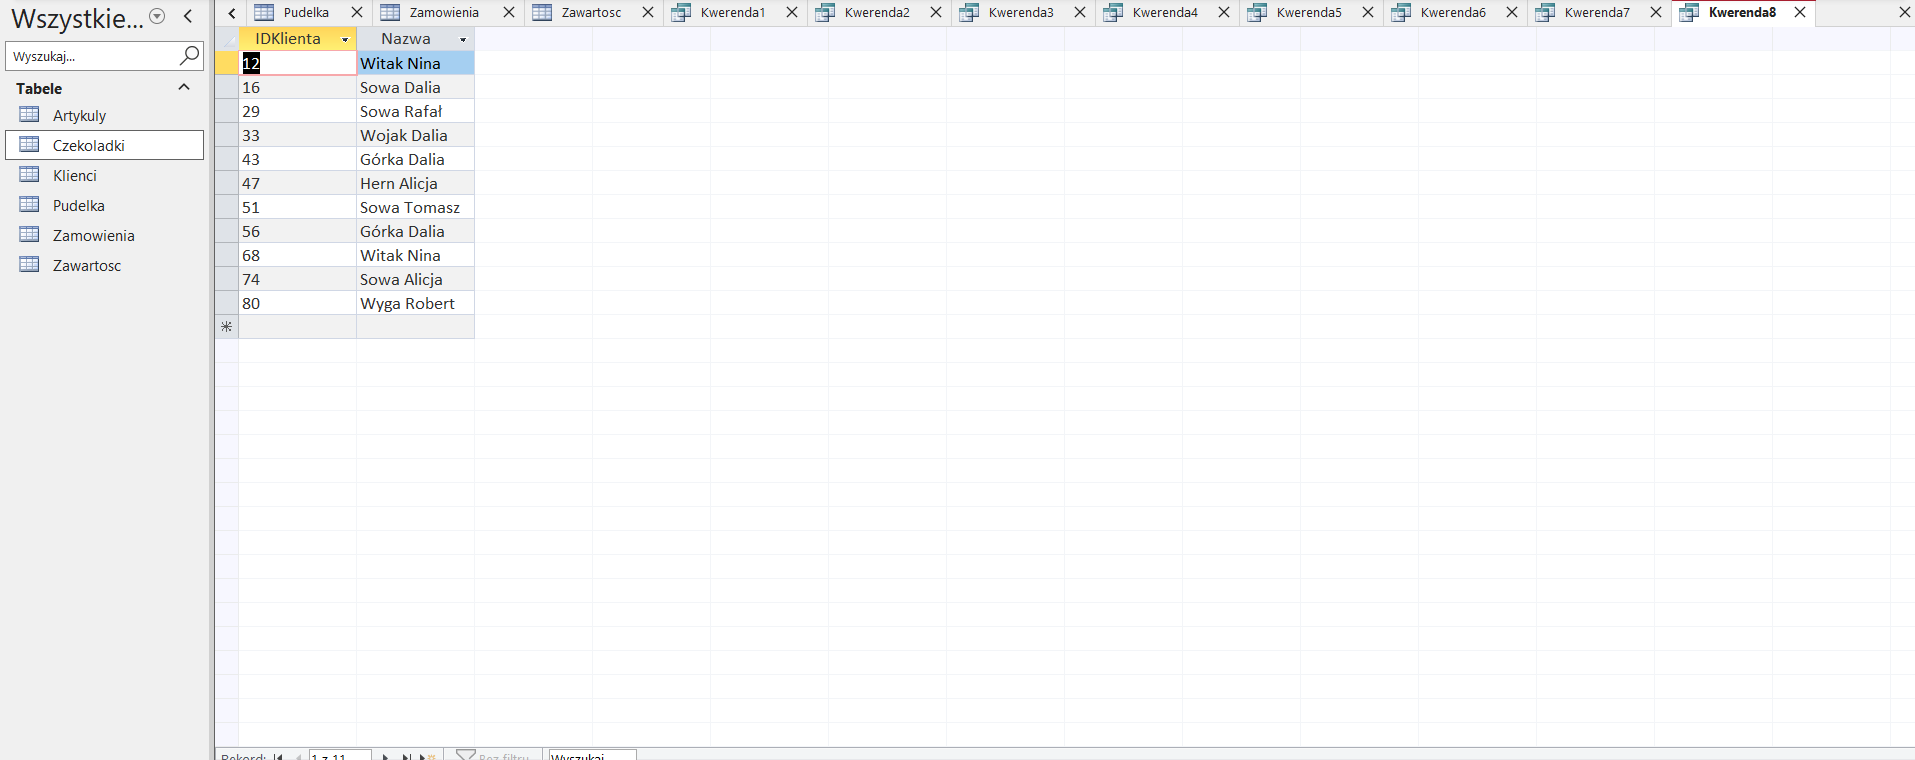 Wszystkie...
Wyszukaj...
Tabele
Artykuly
Czekoladki
Klienci
Pudelka
Zamowienia
Zawartosc
Pudelka Zamowienia Zawartosc Kwerenda1 Kwerenda2 Kwerenda3 Kwerenda4 Kwerenda5 Kwerenda6 Kwerenda7 Kwerenda8
IDKlienta Nazwa
12 Witak Nina
16 Sowa Dalia
29 Sowa Rafał
33 Wojak Dalia
43 Górka Dalia
47 Hern Alicja
51 Sowa Tomasz
56 Górka Dalia
68 Witak Nina
74 Sowa Alicja
80 Wyga Robert
Rekord: 1 z 11 Bez filtru Wyszukaj